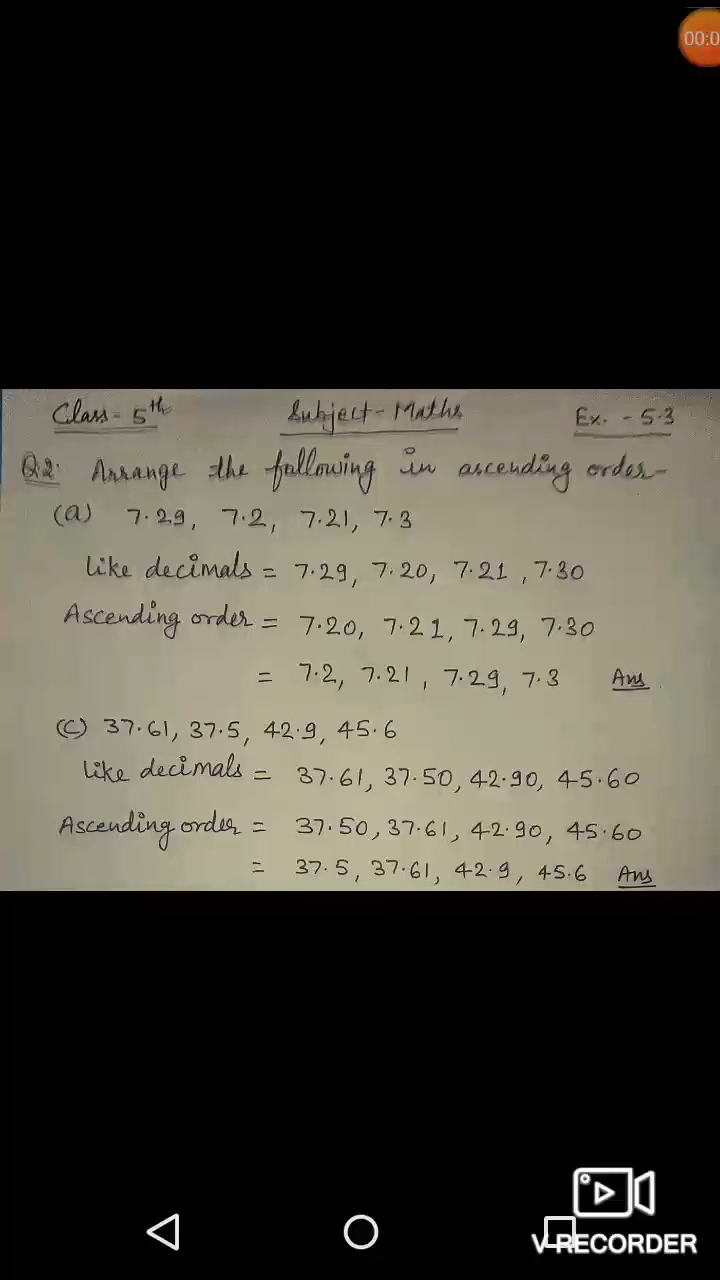 00:0
Class- 5th Subject- Maths Ex. - 5.3
Q.2. Arrange the following in ascending order-
(a) 7.29, 7.2, 7.21, 7.3
like decimals = 7.29, 7.20, 7.21, 7.30
Ascending order = 7.20, 7.21, 7.29, 7.30
= 7.2, 7.21, 7.29, 7.3 Ans
(c) 37.61, 37.5, 42.9, 45.6
like decimals = 37.61, 37.50, 42.90, 45.60
Ascending order = 37.50, 37.61, 42.90, 45.60
= 37.5, 37.61, 42.9, 45.6 Ans
V RECORDER